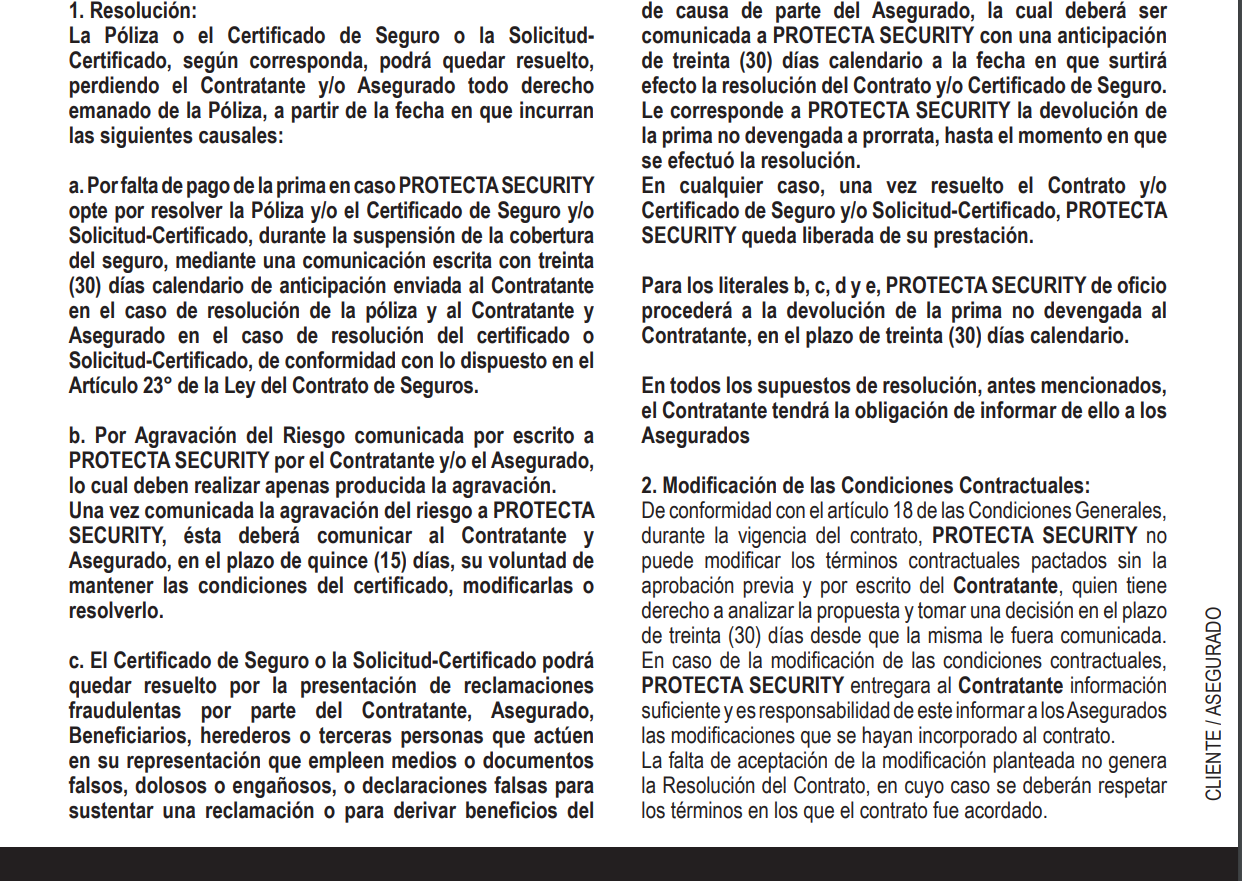 1. Resolución:
La Póliza o el Certificado de Seguro o la Solicitud-
Certificado, según corresponda, podrá quedar resuelto,
perdiendo el Contratante y/o Asegurado todo derecho
emanado de la Póliza, a partir de la fecha en que incurran
las siguientes causales:
a. Por falta de pago de la prima en caso PROTECTA SECURITY
opte por resolver la Póliza y/o el Certificado de Seguro y/o
Solicitud-Certificado, durante la suspensión de la cobertura
del seguro, mediante una comunicación escrita con treinta
(30) días calendario de anticipación enviada al Contratante
en el caso de resolución de la póliza y al Contratante y
Asegurado en el caso de resolución del certificado o
Solicitud-Certificado, de conformidad con lo dispuesto en el
Artículo 23° de la Ley del Contrato de Seguros.
b. Por Agravación del Riesgo comunicada por escrito a
PROTECTA SECURITY por el Contratante y/o el Asegurado,
lo cual deben realizar apenas producida la agravación.
Una vez comunicada la agravación del riesgo a PROTECTA
SECURITY, ésta deberá comunicar al Contratante y
Asegurado, en el plazo de quince (15) días, su voluntad de
mantener las condiciones del certificado, modificarlas o
resolverlo.
c. El Certificado de Seguro o la Solicitud-Certificado podrá
quedar resuelto por la presentación de reclamaciones
fraudulentas por parte del Contratante, Asegurado,
Beneficiarios, herederos o terceras personas que actúen
en su representación que empleen medios o documentos
falsos, dolosos o engañosos, o declaraciones falsas para
sustentar una reclamación o para derivar beneficios del
de causa de parte del Asegurado, la cual deberá ser
comunicada a PROTECTA SECURITY con una anticipación
de treinta (30) días calendario a la fecha en que surtirá
efecto la resolución del Contrato y/o Certificado de Seguro.
Le corresponde a PROTECTA SECURITY la devolución de
la prima no devengada a prorrata, hasta el momento en que
se efectuó la resolución.
En cualquier caso, una vez resuelto el Contrato y/o
Certificado de Seguro y/o Solicitud-Certificado, PROTECTA
SECURITY queda liberada de su prestación.
Para los literales b, c, d y e, PROTECTA SECURITY de oficio
procederá a la devolución de la prima no devengada al
Contratante, en el plazo de treinta (30) días calendario.
En todos los supuestos de resolución, antes mencionados,
el Contratante tendrá la obligación de informar de ello a los
Asegurados
2. Modificación de las Condiciones Contractuales:
De conformidad con el artículo 18 de las Condiciones Generales,
durante la vigencia del contrato, PROTECTA SECURITY no
puede modificar los términos contractuales pactados sin la
aprobación previa y por escrito del Contratante, quien tiene
derecho a analizar la propuesta y tomar una decisión en el plazo
de treinta (30) días desde que la misma le fuera comunicada.
En caso de la modificación de las condiciones contractuales,
PROTECTA SECURITY entregara al Contratante información
suficiente y es responsabilidad de este informar a los Asegurados
las modificaciones que se hayan incorporado al contrato.
La falta de aceptación de la modificación planteada no genera
la Resolución del Contrato, en cuyo caso se deberán respetar
los términos en los que el contrato fue acordado.
CLIENTE / ASEGURADO